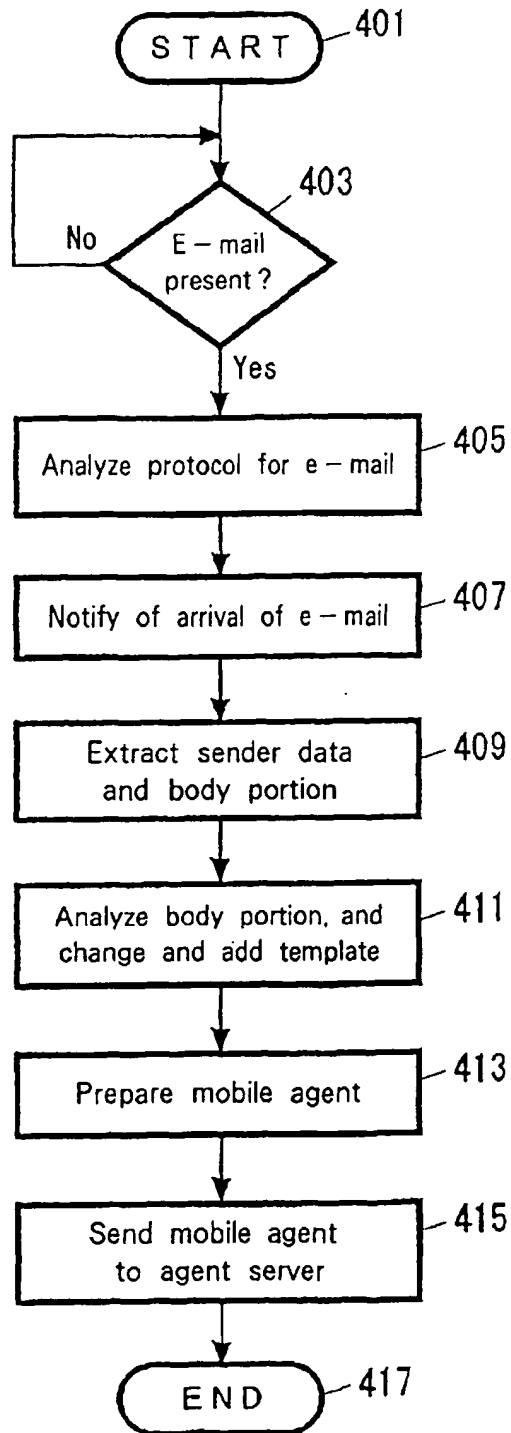 START
401
403
E-mail
present?
No
Yes
Analyze protocol for e-mail
405
Notify of arrival of e-mail
407
Extract sender data
and body portion
409
Analyze body portion, and
change and add template
411
Prepare mobile agent
413
Send mobile agent
to agent server
415
END
417